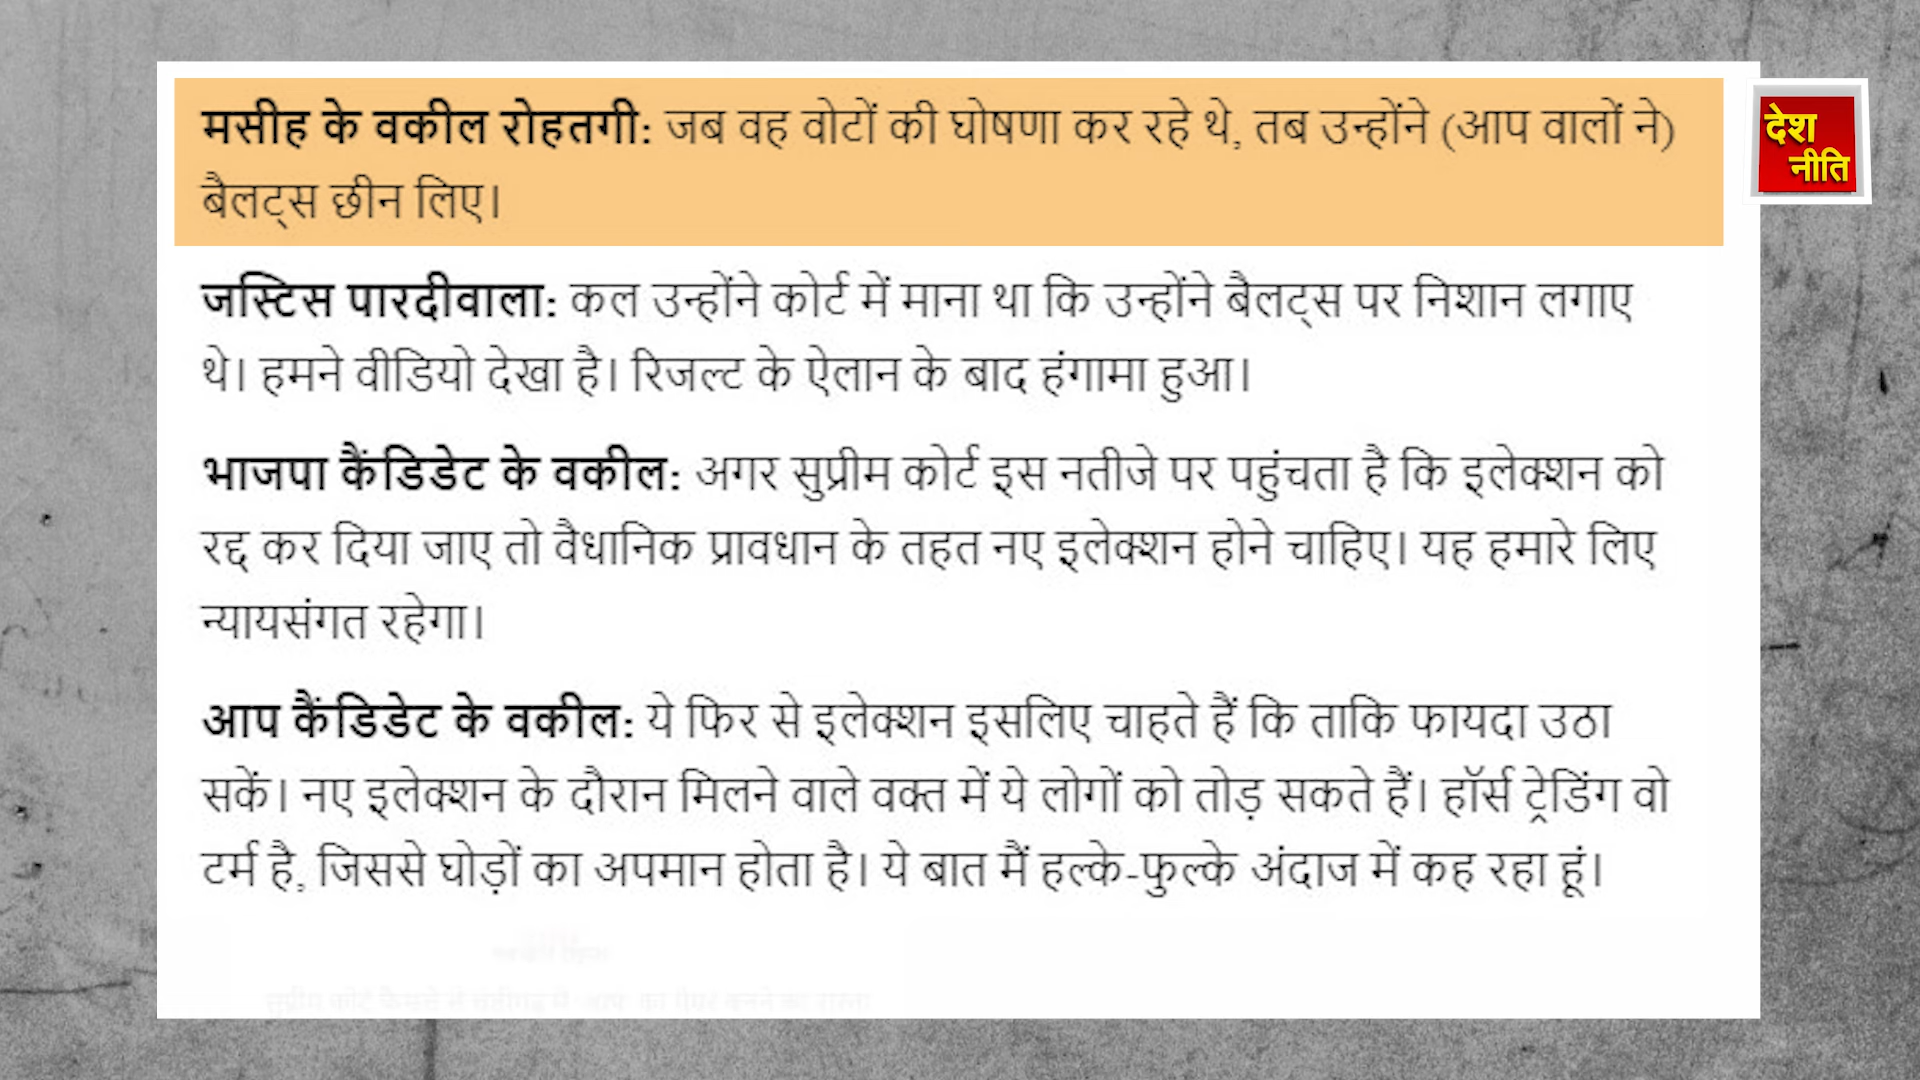 मसीह के वकील रोहतगी: जब वह वोटों की घोषणा कर रहे थे, तब उन्होंने (आप वालों ने)
बैलट्स छीन लिए।
जस्टिस पारदीवाला: कल उन्होंने कोर्ट में माना था कि उन्होंने बैलट्स पर निशान लगाए
थे। हमने वीडियो देखा है। रिजल्ट के ऐलान के बाद हंगामा हुआ।
भाजपा कैंडिडेट के वकील: अगर सुप्रीम कोर्ट इस नतीजे पर पहुंचता है कि इलेक्शन को
रद्द कर दिया जाए तो वैधानिक प्रावधान के तहत नए इलेक्शन होने चाहिए। यह हमारे लिए
न्यायसंगत रहेगा।
आप कैंडिडेट के वकील: ये फिर से इलेक्शन इसलिए चाहते हैं कि ताकि फायदा उठा
सकें। नए इलेक्शन के दौरान मिलने वाले वक्त में ये लोगों को तोड़ सकते हैं। हॉर्स ट्रेडिंग वो
टर्म है, जिससे घोड़ों का अपमान होता है। ये बात मैं हल्के-फुल्के अंदाज में कह रहा हूं।
देश
नीति